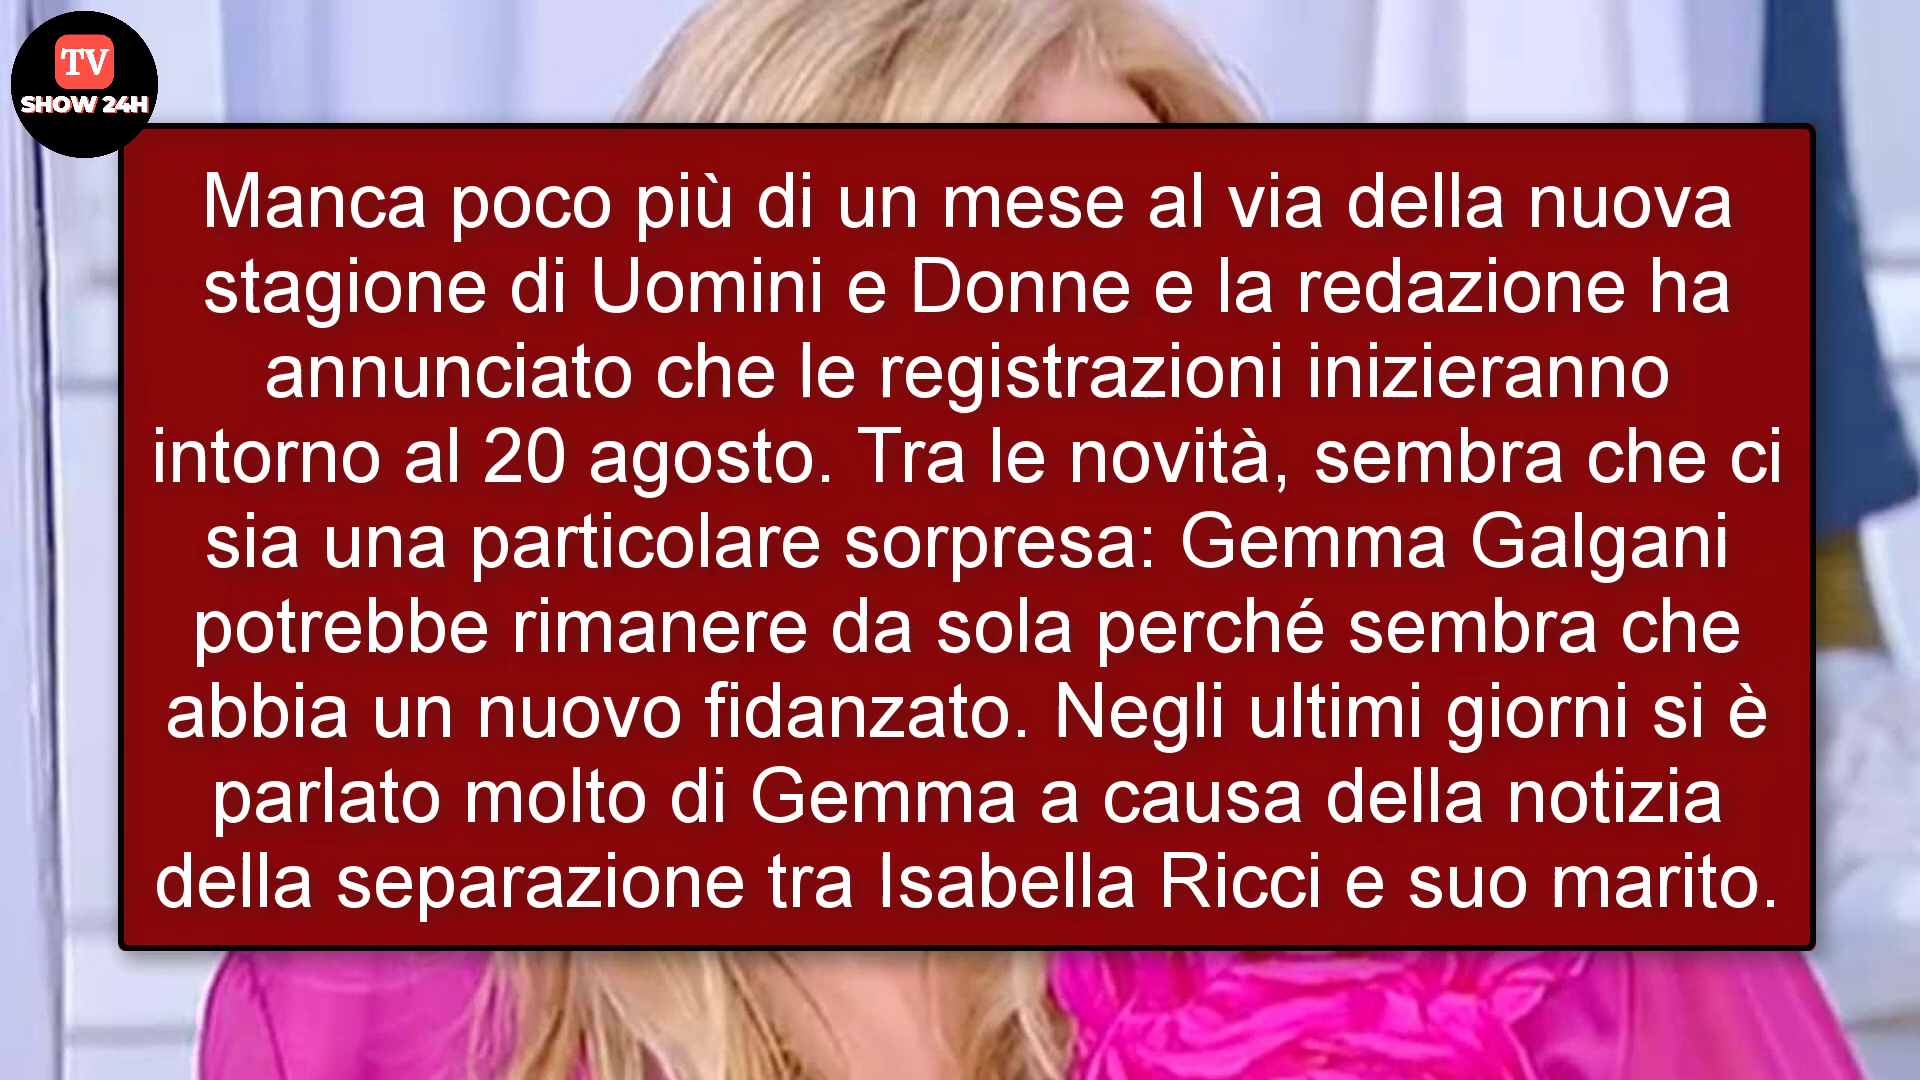 TV
SHOW 24H
Manca poco più di un mese al via della nuova
stagione di Uomini e Donne e la redazione ha
annunciato che le registrazioni inizieranno
intorno al 20 agosto. Tra le novità, sembra che ci
sia una particolare sorpresa: Gemma Galgani
potrebbe rimanere da sola perché sembra che
abbia un nuovo fidanzato. Negli ultimi giorni si è
parlato molto di Gemma a causa della notizia
della separazione tra Isabella Ricci e suo marito.